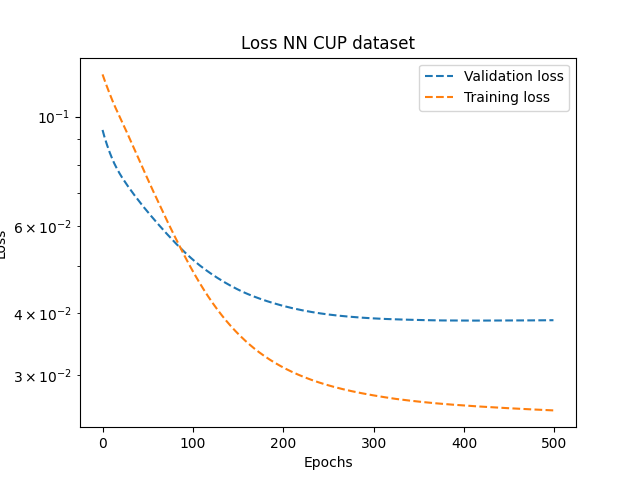 Loss NN CUP dataset
Validation loss
Training loss
10⁻¹
6 × 10⁻²
4 × 10⁻²
3 × 10⁻²
Loss
0 100 200 300 400 500
Epochs